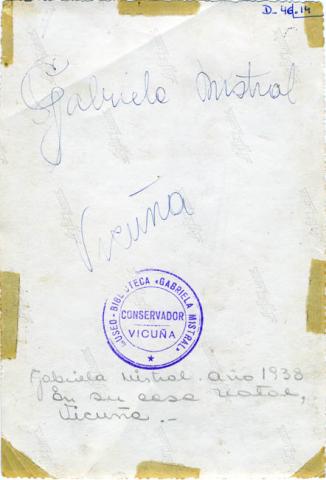 D-46-14
Gabriela Mistral
Vicuña
MUSEO-BIBLIOTECA «GABRIELA MISTRAL»
CONSERVADOR
VICUÑA
Gabriela Mistral. Año 1938
En su casa natal,
Vicuña.-